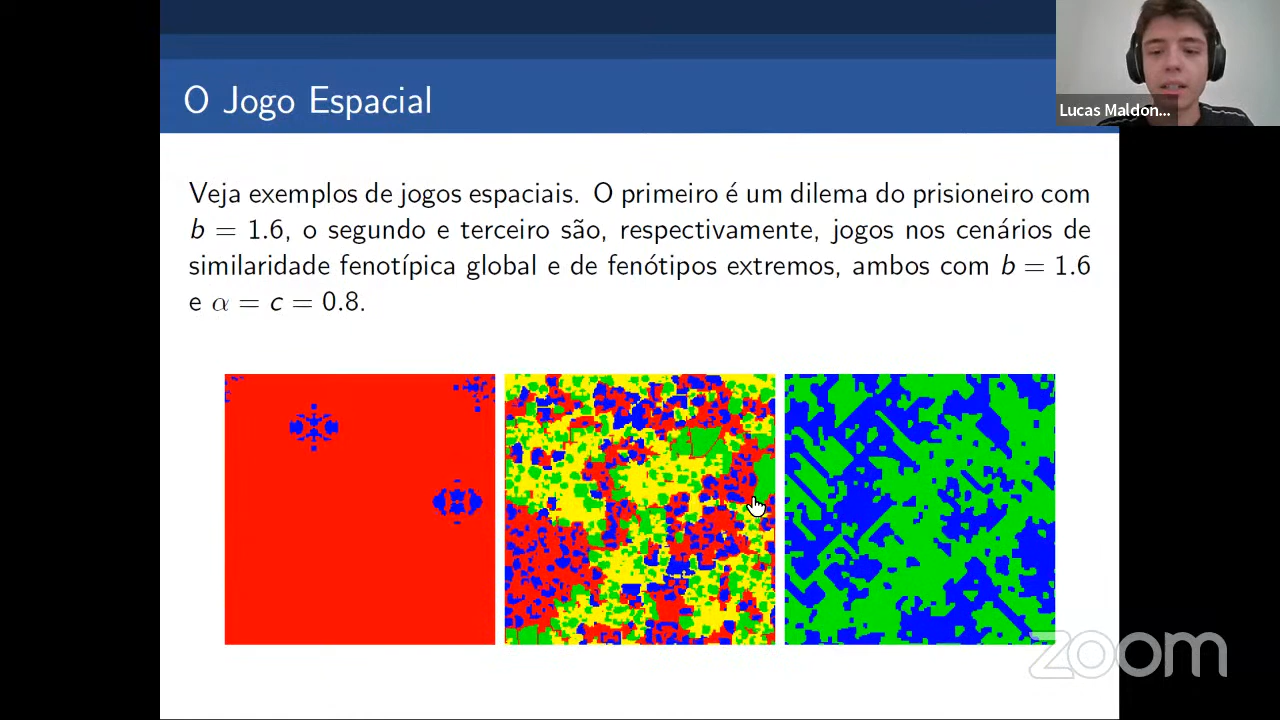 O Jogo Espacial
Lucas Maldon...
Veja exemplos de jogos espaciais. O primeiro é um dilema do prisioneiro com
b = 1.6, o segundo e terceiro são, respectivamente, jogos nos cenários de
similaridade fenotípica global e de fenótipos extremos, ambos com b = 1.6
e α = c = 0.8.
zoom